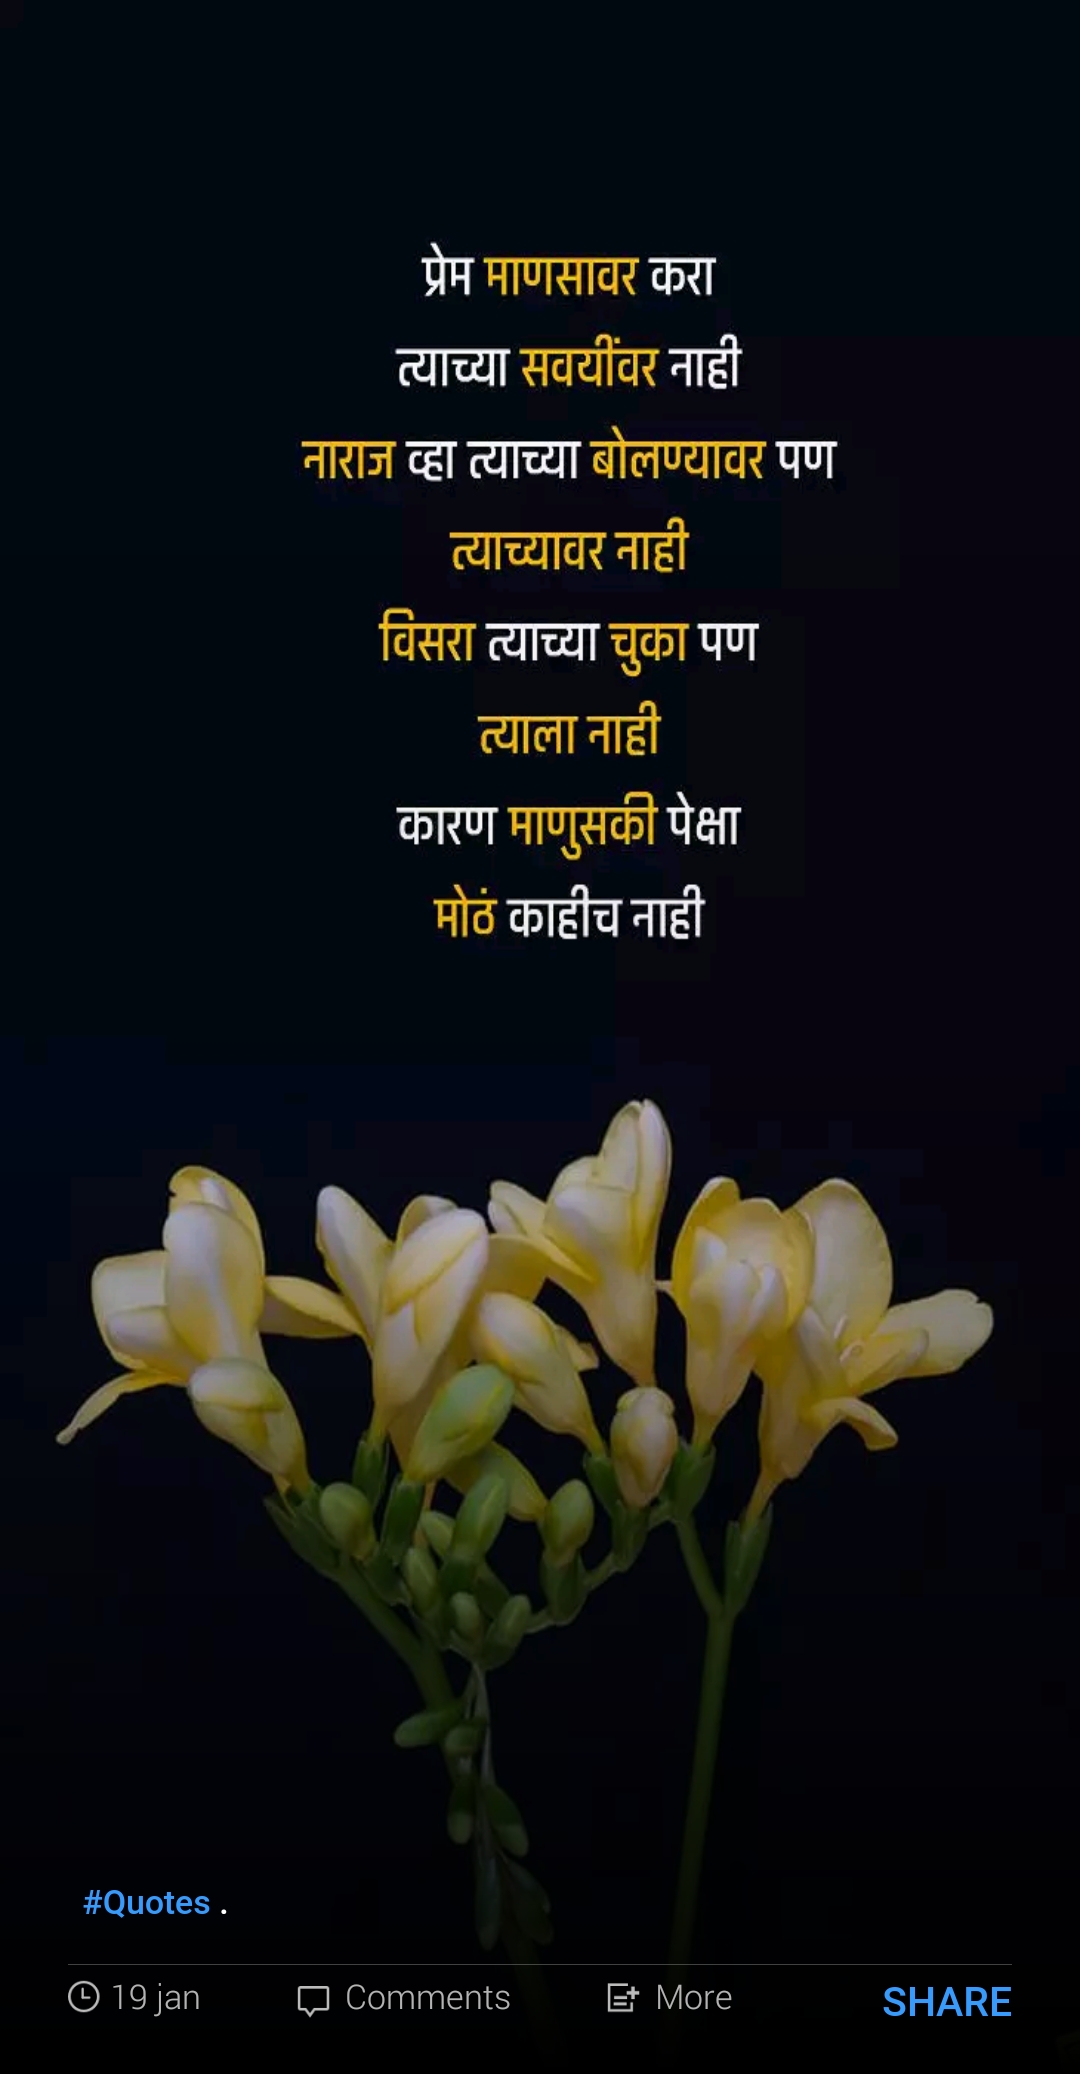 प्रेम माणसावर करा
त्याच्या सवयींवर नाही
नाराज व्हा त्याच्या बोलण्यावर पण
त्याच्यावर नाही
विसरा त्याच्या चुका पण
त्याला नाही
कारण माणुसकी पेक्षा
मोठं काहीच नाही
#Quotes .
19 jan Comments More SHARE